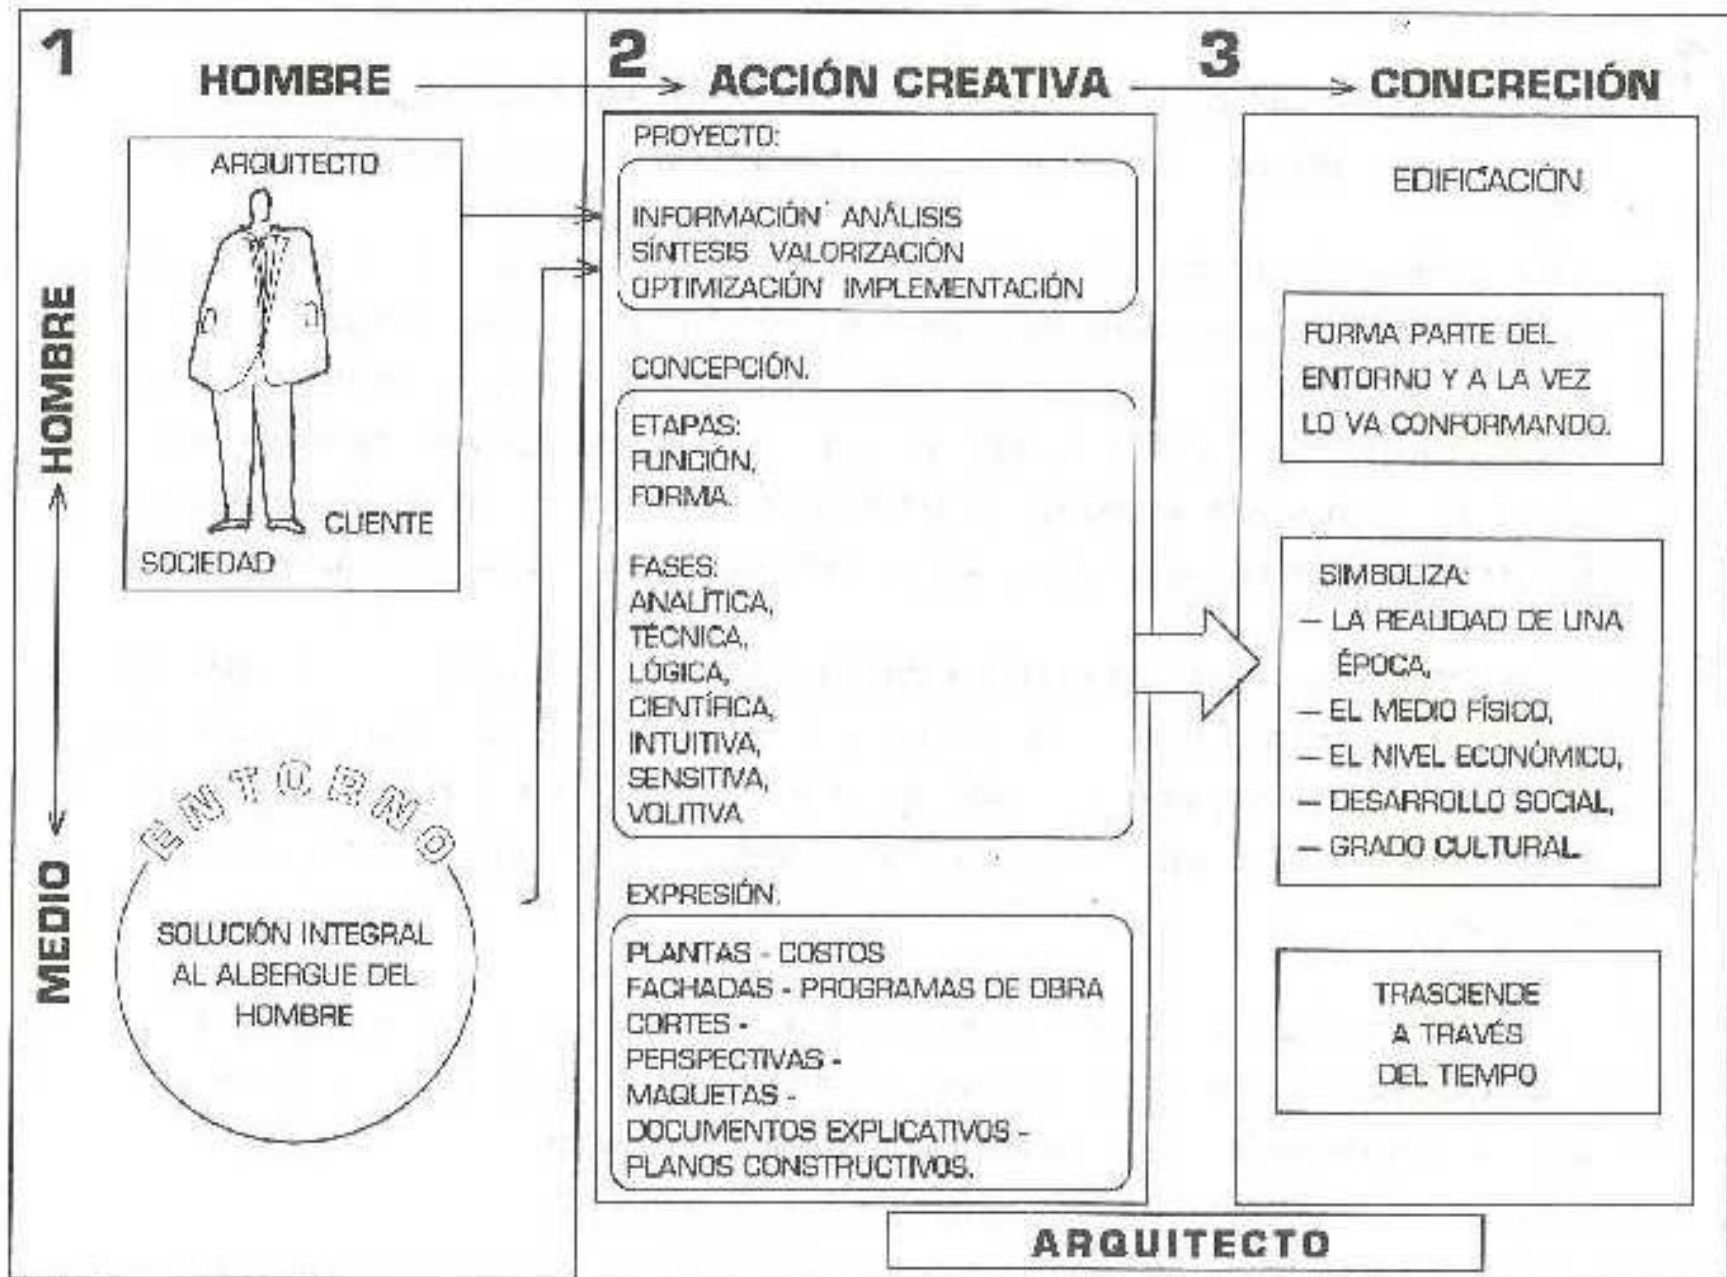 1
HOMBRE
ARQUITECTO
CLIENTE
SOCIEDAD
HOMBRE
MEDIO
ENTORNO
SOLUCIÓN INTEGRAL
AL ALBERGUE DEL
HOMBRE
2
ACCIÓN CREATIVA
PROYECTO:
INFORMACIÓN ANÁLISIS
SÍNTESIS VALORIZACIÓN
OPTIMIZACIÓN IMPLEMENTACIÓN
CONCEPCIÓN.
ETAPAS:
FUNCIÓN,
FORMA.
FASES:
ANALÍTICA,
TÉCNICA,
LÓGICA,
CIENTÍFICA,
INTUITIVA,
SENSITIVA,
VOLITIVA
EXPRESIÓN.
PLANTAS - COSTOS
FACHADAS - PROGRAMAS DE OBRA
CORTES -
PERSPECTIVAS -
MAQUETAS -
DOCUMENTOS EXPLICATIVOS -
PLANOS CONSTRUCTIVOS.
3
CONCRECIÓN
EDIFICACIÓN.
FORMA PARTE DEL
ENTORNO Y A LA VEZ
LO VA CONFORMANDO.
SIMBOLIZA:
— LA REALIDAD DE UNA
ÉPOCA,
— EL MEDIO FÍSICO,
— EL NIVEL ECONÓMICO,
— DESARROLLO SOCIAL,
— GRADO CULTURAL.
TRASCIENDE
A TRAVÉS
DEL TIEMPO
ARQUITECTO